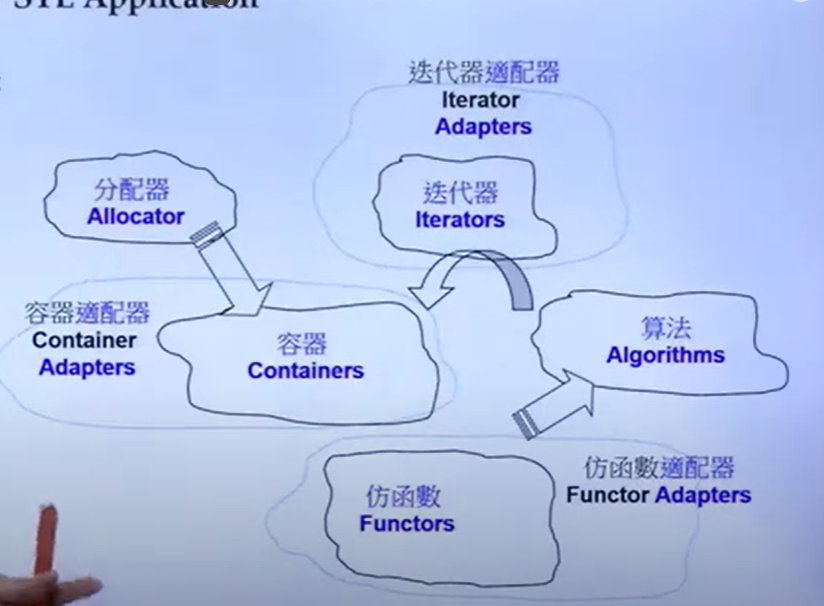 STL Application
迭代器適配器
Iterator
Adapters
分配器
Allocator
迭代器
Iterators
容器適配器
Container
Adapters
容器
Containers
算法
Algorithms
仿函數
Functors
仿函數適配器
Functor Adapters